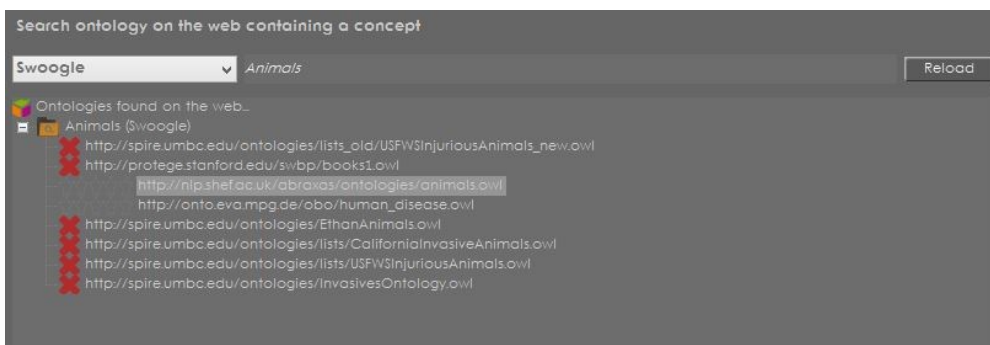 Search ontology on the web containing a concept
Swoogle Animals Reload
Ontologies found on the web...
Animals (Swoogle)
http://spire.umbc.edu/ontologies/lists_old/USFWSInjuriousAnimals_new.owl
http://protege.stanford.edu/swbp/books1.owl
http://nlp.shef.ac.uk/abraxas/ontologies/animals.owl
http://onto.eva.mpg.de/obo/human_disease.owl
http://spire.umbc.edu/ontologies/EthanAnimals.owl
http://spire.umbc.edu/ontologies/lists/CaliforniaInvasiveAnimals.owl
http://spire.umbc.edu/ontologies/lists/USFWSInjuriousAnimals.owl
http://spire.umbc.edu/ontologies/InvasivesOntology.owl